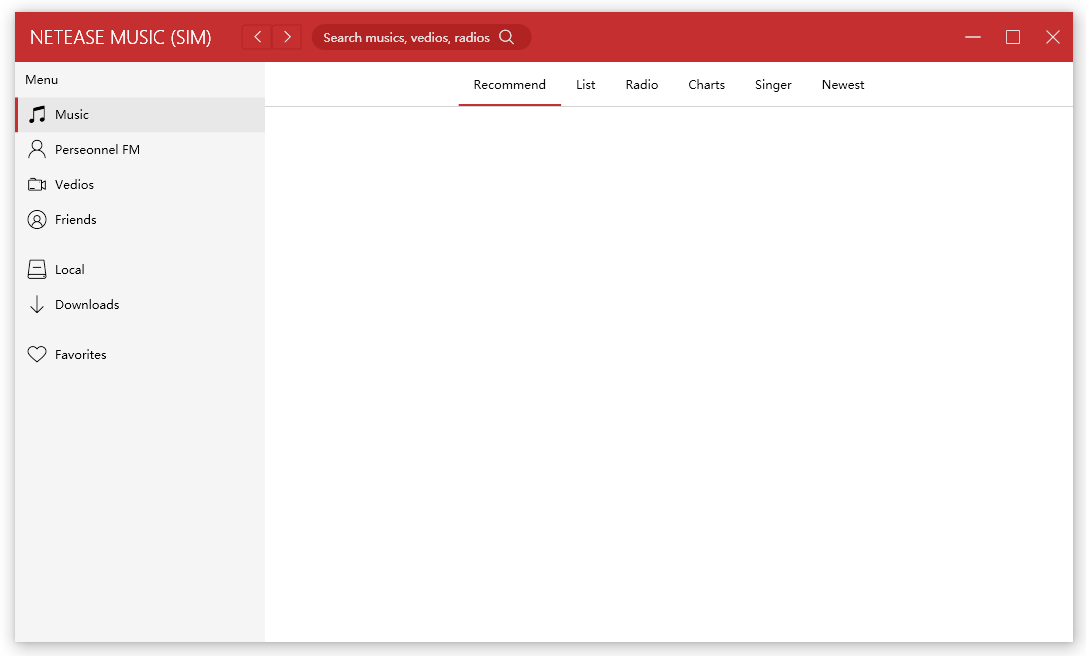 NETEASE MUSIC (SIM)
Search musics, vedios, radios
Menu
Music
Perseonnel FM
Vedios
Friends
Local
Downloads
Favorites
Recommend List Radio Charts Singer Newest